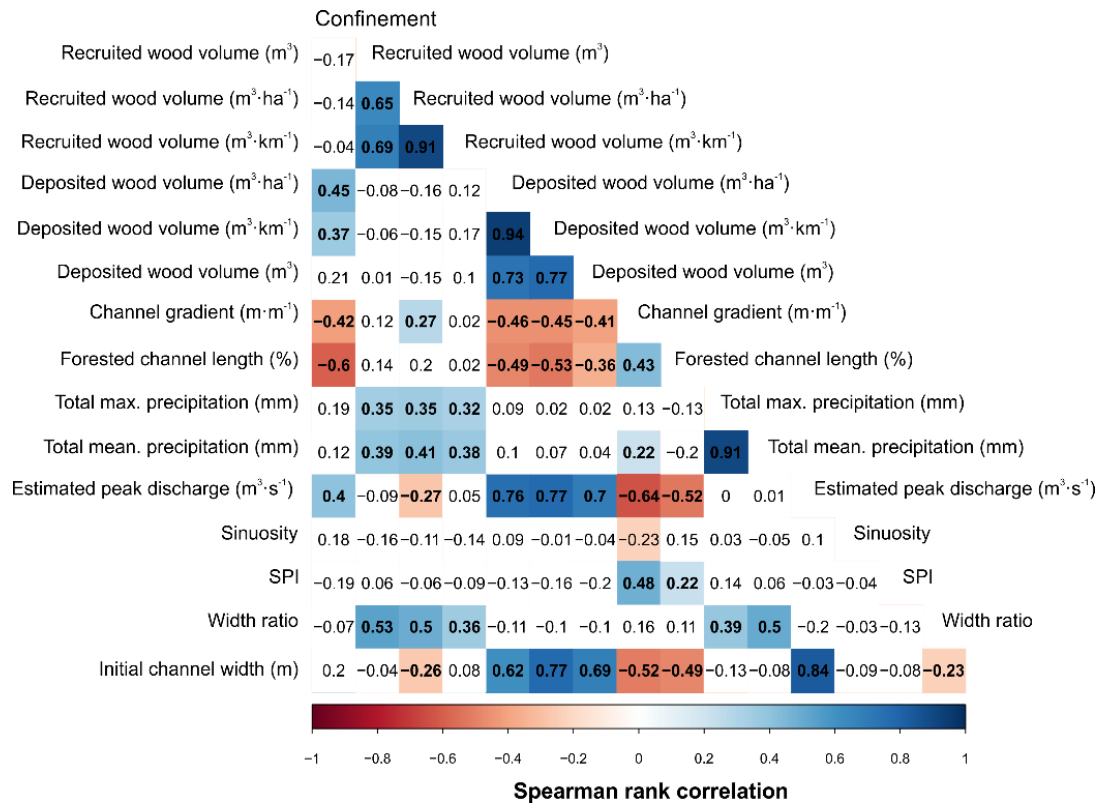 Confinement
Recruited wood volume (m³) −0.17 Recruited wood volume (m³)
Recruited wood volume (m³·ha⁻¹) −0.14 0.65 Recruited wood volume (m³·ha⁻¹)
Recruited wood volume (m³·km⁻¹) −0.04 0.69 0.91 Recruited wood volume (m³·km⁻¹)
Deposited wood volume (m³·ha⁻¹) 0.45 −0.08 −0.16 0.12 Deposited wood volume (m³·ha⁻¹)
Deposited wood volume (m³·km⁻¹) 0.37 −0.06 −0.15 0.17 0.94 Deposited wood volume (m³·km⁻¹)
Deposited wood volume (m³) 0.21 0.01 −0.15 0.1 0.73 0.77 Deposited wood volume (m³)
Channel gradient (m·m⁻¹) −0.42 0.12 0.27 0.02 −0.46 −0.45 −0.41 Channel gradient (m·m⁻¹)
Forested channel length (%) −0.6 0.14 0.2 0.02 −0.49 −0.53 −0.36 0.43 Forested channel length (%)
Total max. precipitation (mm) 0.19 0.35 0.35 0.32 0.09 0.02 0.02 0.13 −0.13 Total max. precipitation (mm)
Total mean. precipitation (mm) 0.12 0.39 0.41 0.38 0.1 0.07 0.04 0.22 −0.2 0.91 Total mean. precipitation (mm)
Estimated peak discharge (m³·s⁻¹) 0.4 −0.09 −0.27 0.05 0.76 0.77 0.7 −0.64 −0.52 0 0.01 Estimated peak discharge (m³·s⁻¹)
Sinuosity 0.18 −0.16 −0.11 −0.14 0.09 −0.01 −0.04 −0.23 0.15 0.03 −0.05 0.1 Sinuosity
SPI −0.19 0.06 −0.06 −0.09 −0.13 −0.16 −0.2 0.48 0.22 0.14 0.06 −0.03 −0.04 SPI
Width ratio −0.07 0.53 0.5 0.36 −0.11 −0.1 −0.1 0.16 0.11 0.39 0.5 −0.2 −0.03 −0.13 Width ratio
Initial channel width (m) 0.2 −0.04 −0.26 0.08 0.62 0.77 0.69 −0.52 −0.49 −0.13 −0.08 0.84 −0.09 −0.08 −0.23
−1 −0.8 −0.6 −0.4 −0.2 0 0.2 0.4 0.6 0.8 1
Spearman rank correlation